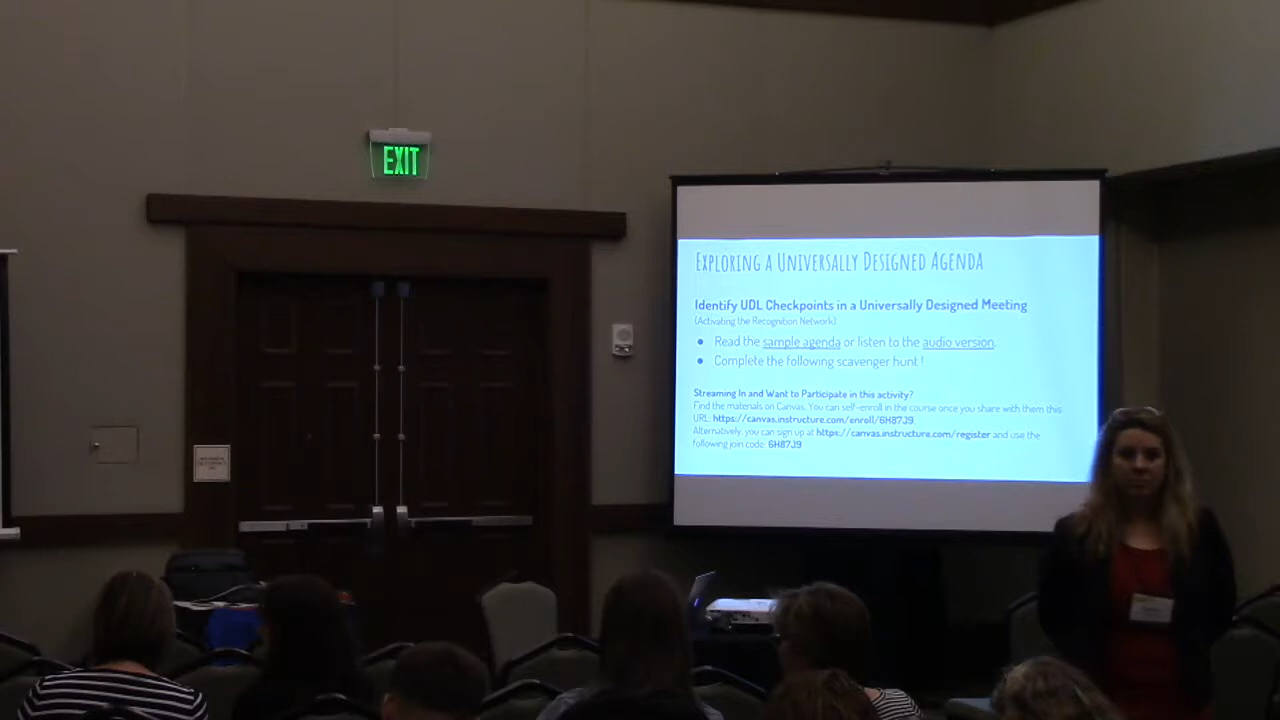 EXIT
EXPLORING A UNIVERSALLY DESIGNED AGENDA
Identify UDL Checkpoints in a Universally Designed Meeting
(Activating the Recognition Network)
● Read the sample agenda or listen to the audio version.
● Complete the following scavenger hunt!
Streaming In and Want to Participate in this activity?
Find the materials on Canvas. You can self-enroll in the course once you share with them this
URL: https://canvas.instructure.com/enroll/6H87J9.
Alternatively, you can sign up at https://canvas.instructure.com/register and use the
following join code: 6H87J9